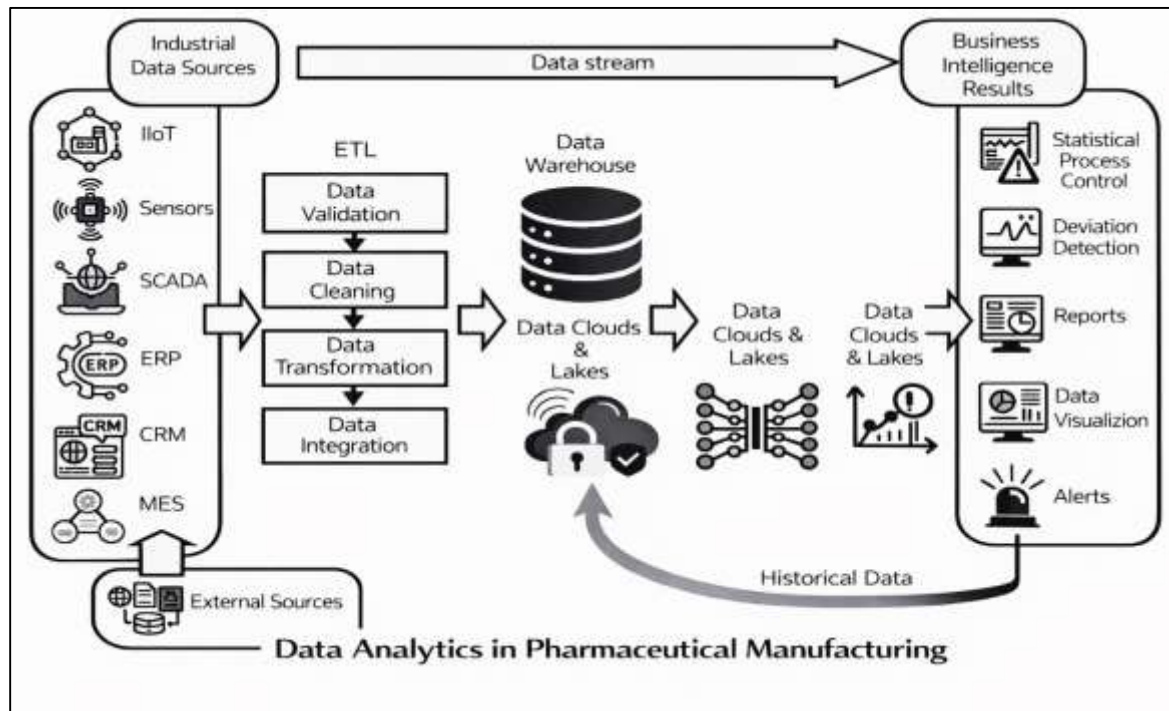 Industrial
Data Sources
Data stream
Business
Intelligence
Results
IIoT
Sensors
SCADA
ERP
ERP
CRM
CRM
MES
External Sources
ETL
Data
Validation
Data
Cleaning
Data
Transformation
Data
Integration
Data
Warehouse
Data Clouds
&
Lakes
Data
Clouds &
Lakes
Data
Clouds
& Lakes
Statistical
Process
Control
Deviation
Detection
Reports
Data
Visualizion
Alerts
Historical Data
Data Analytics in Pharmaceutical Manufacturing